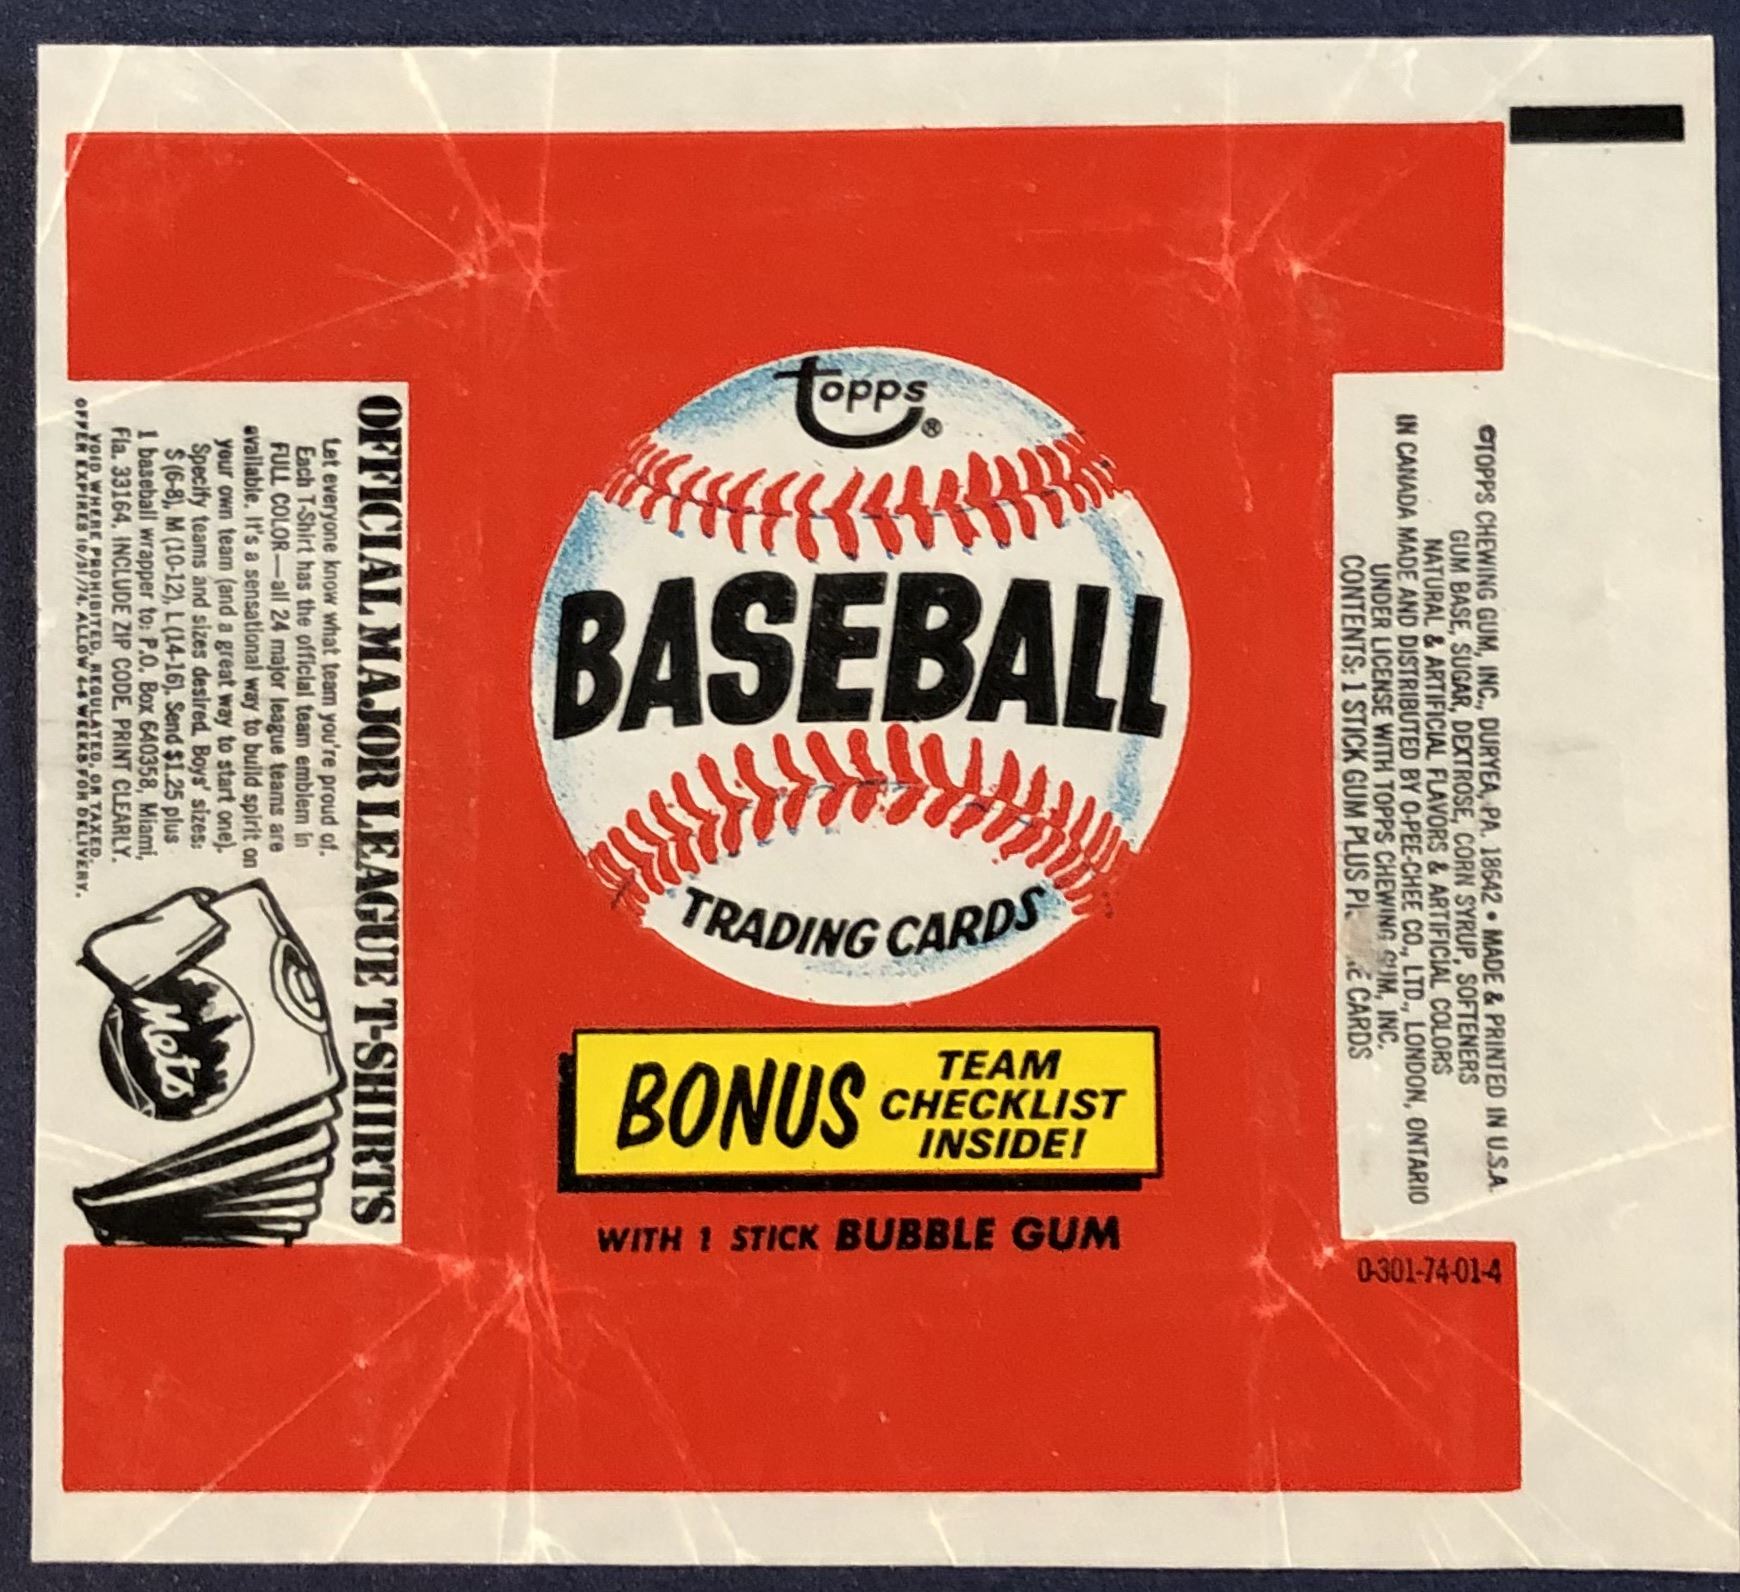 topps®
BASEBALL
TRADING CARDS
BONUS
TEAM
CHECKLIST
INSIDE!
WITH 1 STICK BUBBLE GUM
OFFICIAL MAJOR LEAGUE T-SHIRTS
Let everyone know what team you're proud of.
Each T-Shirt has the official team emblem in
FULL COLOR—all 24 major league teams are
available. It's a sensational way to build spirit on
your own team (and a great way to start one).
Specify teams and sizes desired. Boys' sizes:
S (6-8), M (10-12), L (14-16). Send $1.25 plus
1 baseball wrapper to: P.O. Box 640358, Miami,
Fla. 33164. INCLUDE ZIP CODE. PRINT CLEARLY.
VOID WHERE PROHIBITED, REGULATED, OR TAXED.
OFFER EXPIRES 10/31/74. ALLOW 4-6 WEEKS FOR DELIVERY.
Mets
©TOPPS CHEWING GUM, INC., DURYEA, PA. 18642 • MADE & PRINTED IN U.S.A.
GUM BASE, SUGAR, DEXTROSE, CORN SYRUP, SOFTENERS
NATURAL & ARTIFICIAL FLAVORS & ARTIFICIAL COLORS
IN CANADA MADE AND DISTRIBUTED BY O-PEE-CHEE CO., LTD., LONDON, ONTARIO
UNDER LICENSE WITH TOPPS CHEWING GUM, INC.
CONTENTS: 1 STICK GUM PLUS CARDS
0-301-74-01-4